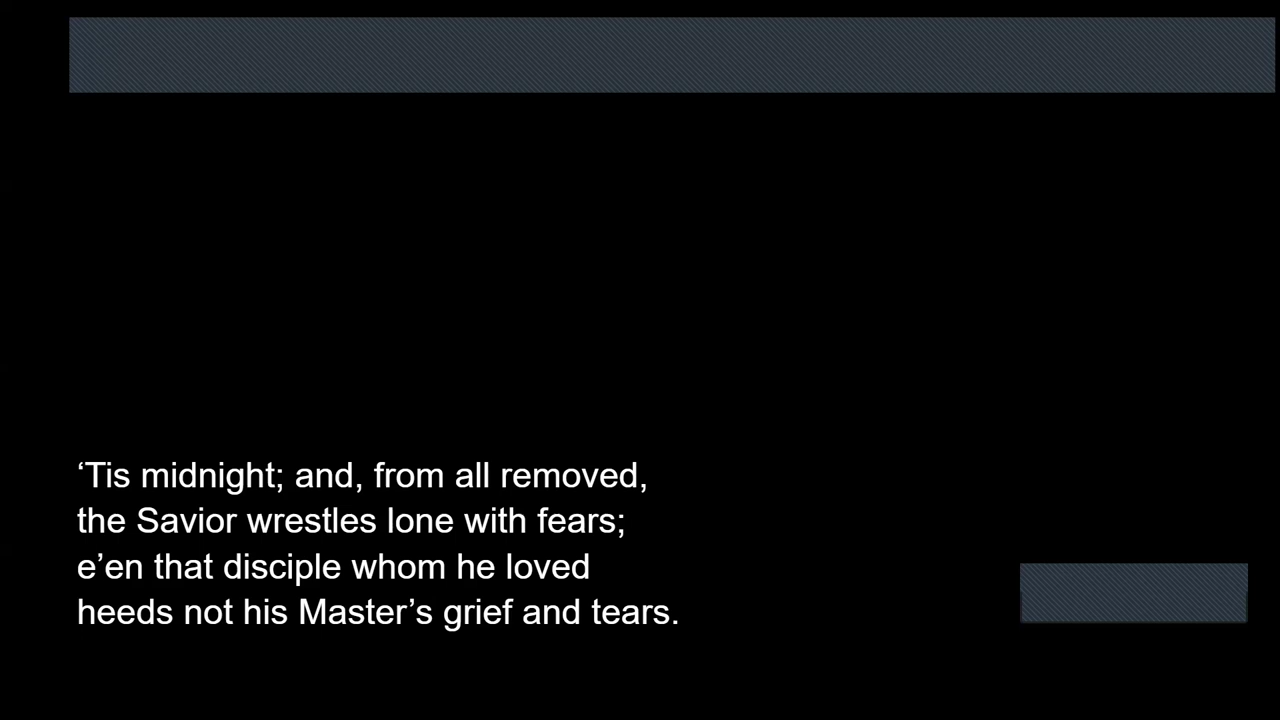 ‘Tis midnight; and, from all removed,
the Savior wrestles lone with fears;
e’en that disciple whom he loved
heeds not his Master’s grief and tears.